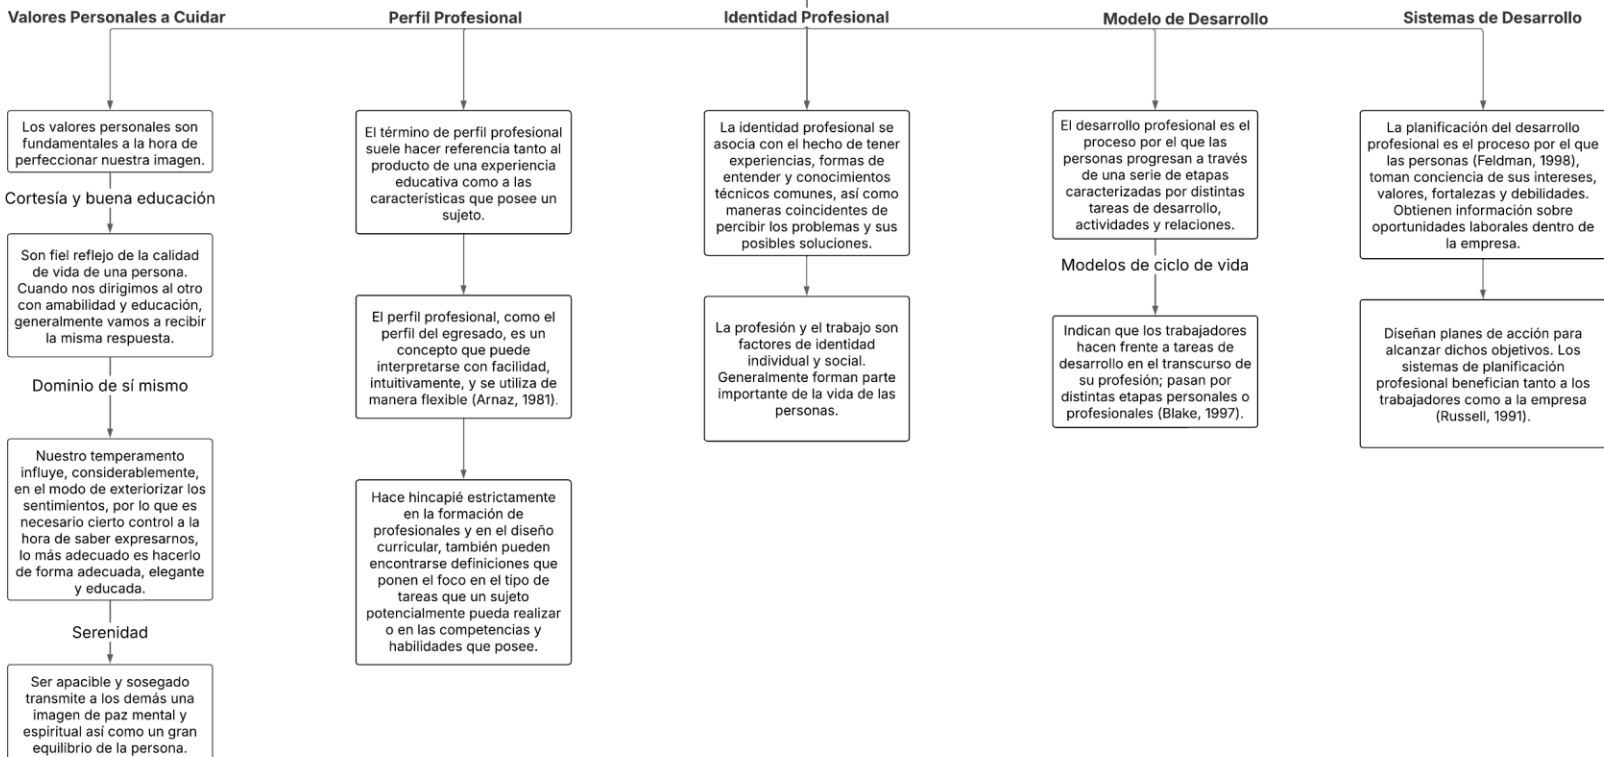 Valores Personales a Cuidar
Perfil Profesional
Identidad Profesional
Modelo de Desarrollo
Sistemas de Desarrollo
Los valores personales son
fundamentales a la hora de
perfeccionar nuestra imagen.
Cortesía y buena educación
Son fiel reflejo de la calidad
de vida de una persona.
Cuando nos dirigimos al otro
con amabilidad y educación,
generalmente vamos a recibir
la misma respuesta.
Dominio de sí mismo
Nuestro temperamento
influye, considerablemente,
en el modo de exteriorizar los
sentimientos, por lo que es
necesario cierto control a la
hora de saber expresarnos,
lo más adecuado es hacerlo
de forma adecuada, elegante
y educada.
Serenidad
Ser apacible y sosegado
transmite a los demás una
imagen de paz mental y
espiritual así como un gran
equilibrio de la persona.
El término de perfil profesional
suele hacer referencia tanto al
producto de una experiencia
educativa como a las
características que posee un
sujeto.
El perfil profesional, como el
perfil del egresado, es un
concepto que puede
interpretarse con facilidad,
intuitivamente, y se utiliza de
manera flexible (Arnaz, 1981).
Hace hincapié estrictamente
en la formación de
profesionales y en el diseño
curricular, también pueden
encontrarse definiciones que
ponen el foco en el tipo de
tareas que un sujeto
potencialmente pueda realizar
o en las competencias y
habilidades que posee.
La identidad profesional se
asocia con el hecho de tener
experiencias, formas de
entender y conocimientos
técnicos comunes, así como
maneras coincidentes de
percibir los problemas y sus
posibles soluciones.
La profesión y el trabajo son
factores de identidad
individual y social.
Generalmente forman parte
importante de la vida de las
personas.
El desarrollo profesional es el
proceso por el que las
personas progresan a través
de una serie de etapas
caracterizadas por distintas
tareas de desarrollo,
actividades y relaciones.
Modelos de ciclo de vida
Indican que los trabajadores
hacen frente a tareas de
desarrollo en el transcurso de
su profesión; pasan por
distintas etapas personales o
profesionales (Blake, 1997).
La planificación del desarrollo
profesional es el proceso por el que
las personas (Feldman, 1998),
toman conciencia de sus intereses,
valores, fortalezas y debilidades.
Obtienen información sobre
oportunidades laborales dentro de
la empresa.
Diseñan planes de acción para
alcanzar dichos objetivos. Los
sistemas de planificación
profesional benefician tanto a los
trabajadores como a la empresa
(Russell, 1991).